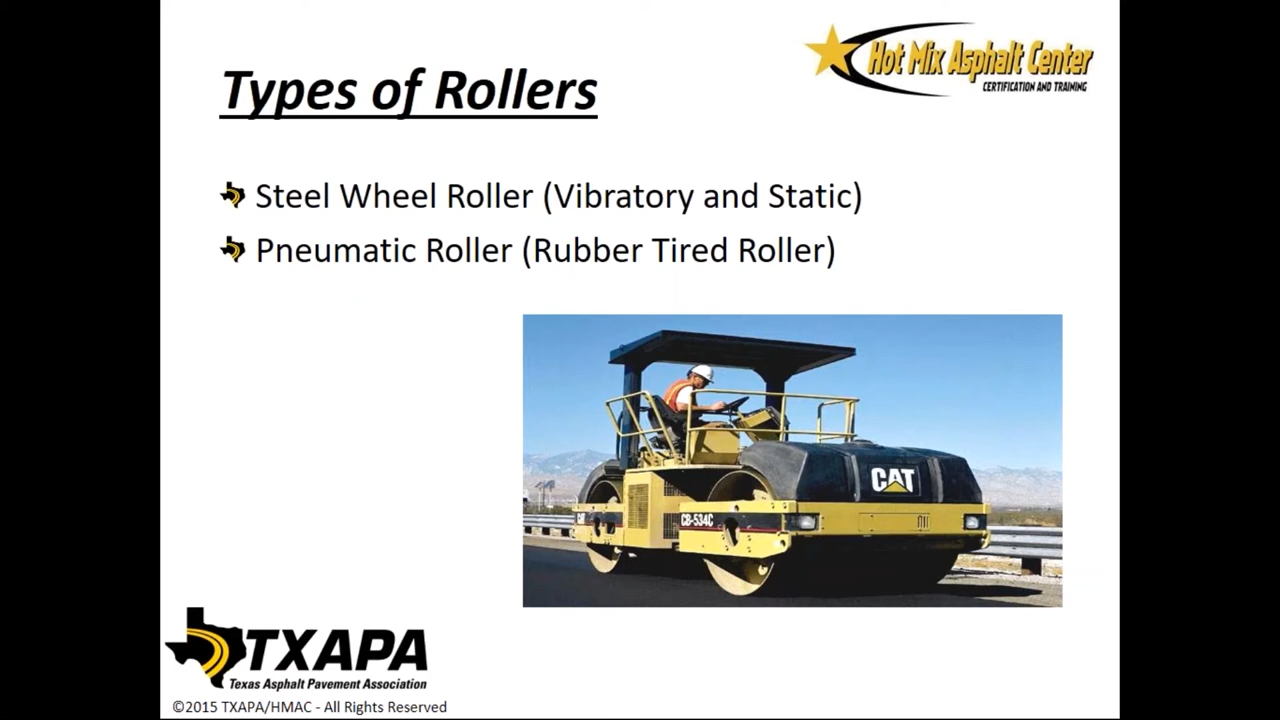 Types of Rollers
Hot Mix Asphalt Center
CERTIFICATION AND TRAINING
Steel Wheel Roller (Vibratory and Static)
Pneumatic Roller (Rubber Tired Roller)
CAT
CB-534C
TXAPA
Texas Asphalt Pavement Association
©2015 TXAPA/HMAC - All Rights Reserved